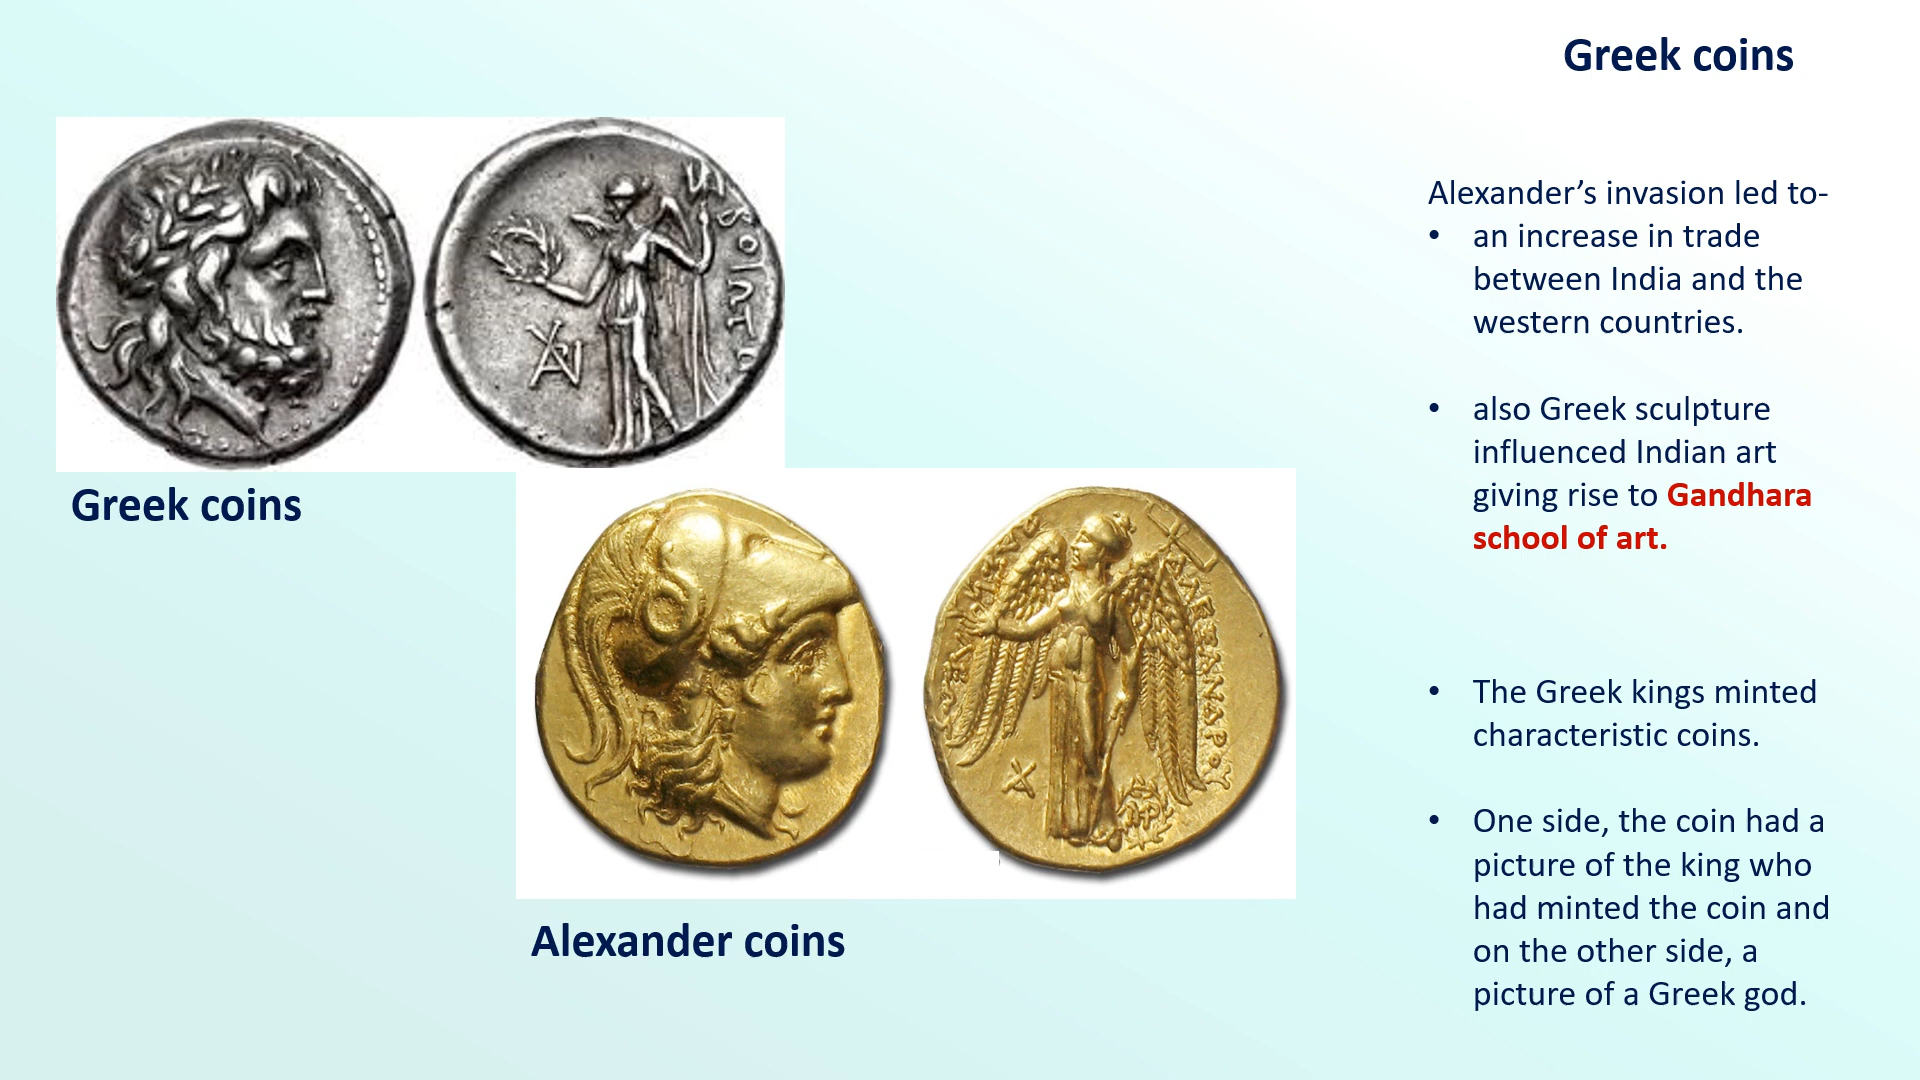 Greek coins
Greek coins
Alexander coins
ΑΛΕΞΑΝΔΡΟΥ
Alexander’s invasion led to-
• an increase in trade
between India and the
western countries.
• also Greek sculpture
influenced Indian art
giving rise to Gandhara
school of art.
• The Greek kings minted
characteristic coins.
• One side, the coin had a
picture of the king who
had minted the coin and
on the other side, a
picture of a Greek god.